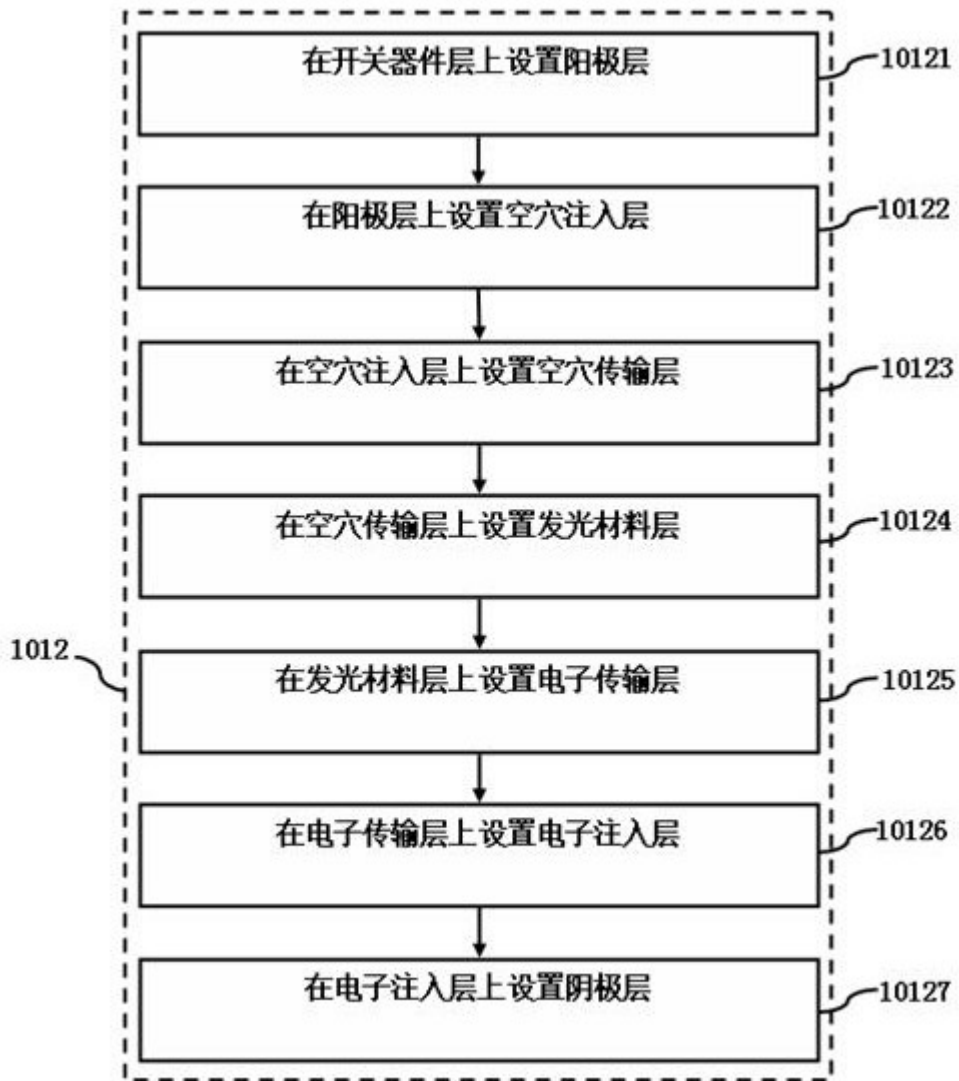 在开关器件层上设置阳极层
10121
在阳极层上设置空穴注入层
10122
在空穴注入层上设置空穴传输层
10123
在空穴传输层上设置发光材料层
10124
1012
在发光材料层上设置电子传输层
10125
在电子传输层上设置电子注入层
10126
在电子注入层上设置阴极层
10127